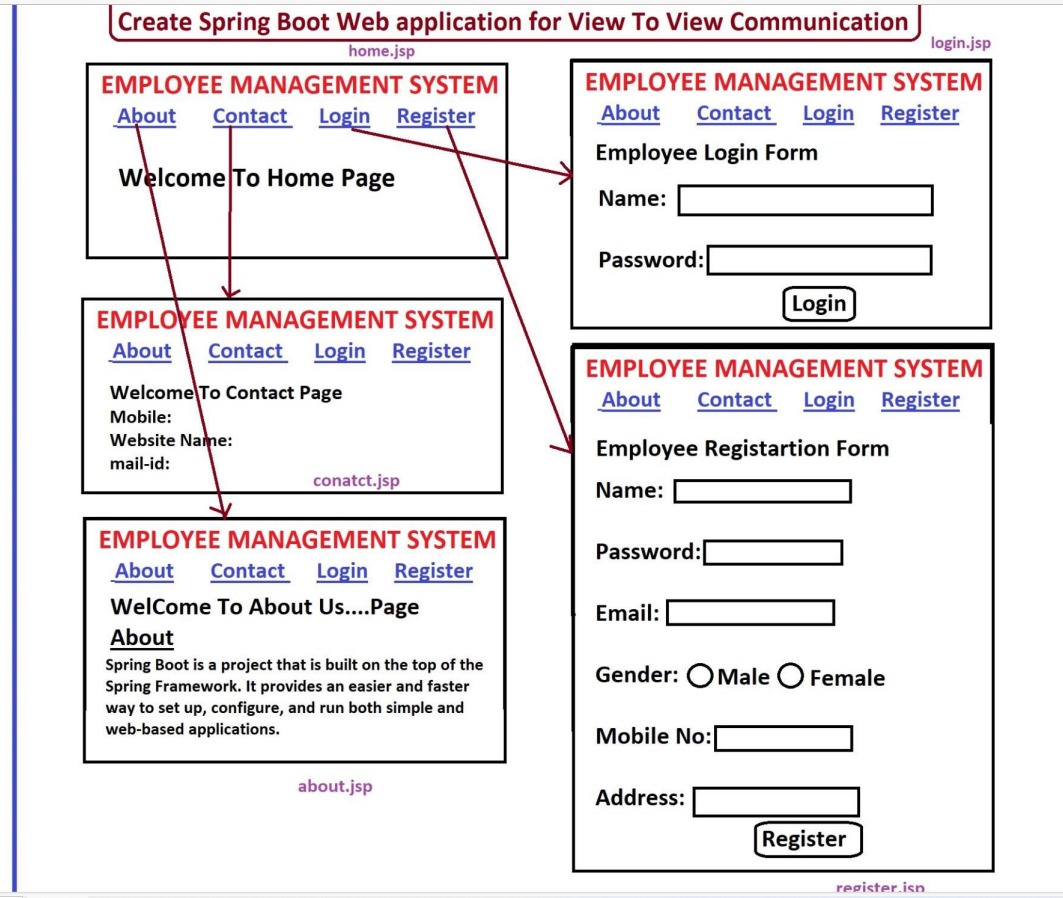 Create Spring Boot Web application for View To View Communication
home.jsp
EMPLOYEE MANAGEMENT SYSTEM
About Contact Login Register
Welcome To Home Page
EMPLOYEE MANAGEMENT SYSTEM
About Contact Login Register
Welcome To Contact Page
Mobile:
Website Name:
mail-id:
conatct.jsp
EMPLOYEE MANAGEMENT SYSTEM
About Contact Login Register
WelCome To About Us....Page
About
Spring Boot is a project that is built on the top of the
Spring Framework. It provides an easier and faster
way to set up, configure, and run both simple and
web-based applications.
about.jsp
login.jsp
EMPLOYEE MANAGEMENT SYSTEM
About Contact Login Register
Employee Login Form
Name:
Password:
Login
EMPLOYEE MANAGEMENT SYSTEM
About Contact Login Register
Employee Registartion Form
Name:
Password:
Email:
Gender: Male Female
Mobile No:
Address:
Register
register.jsp